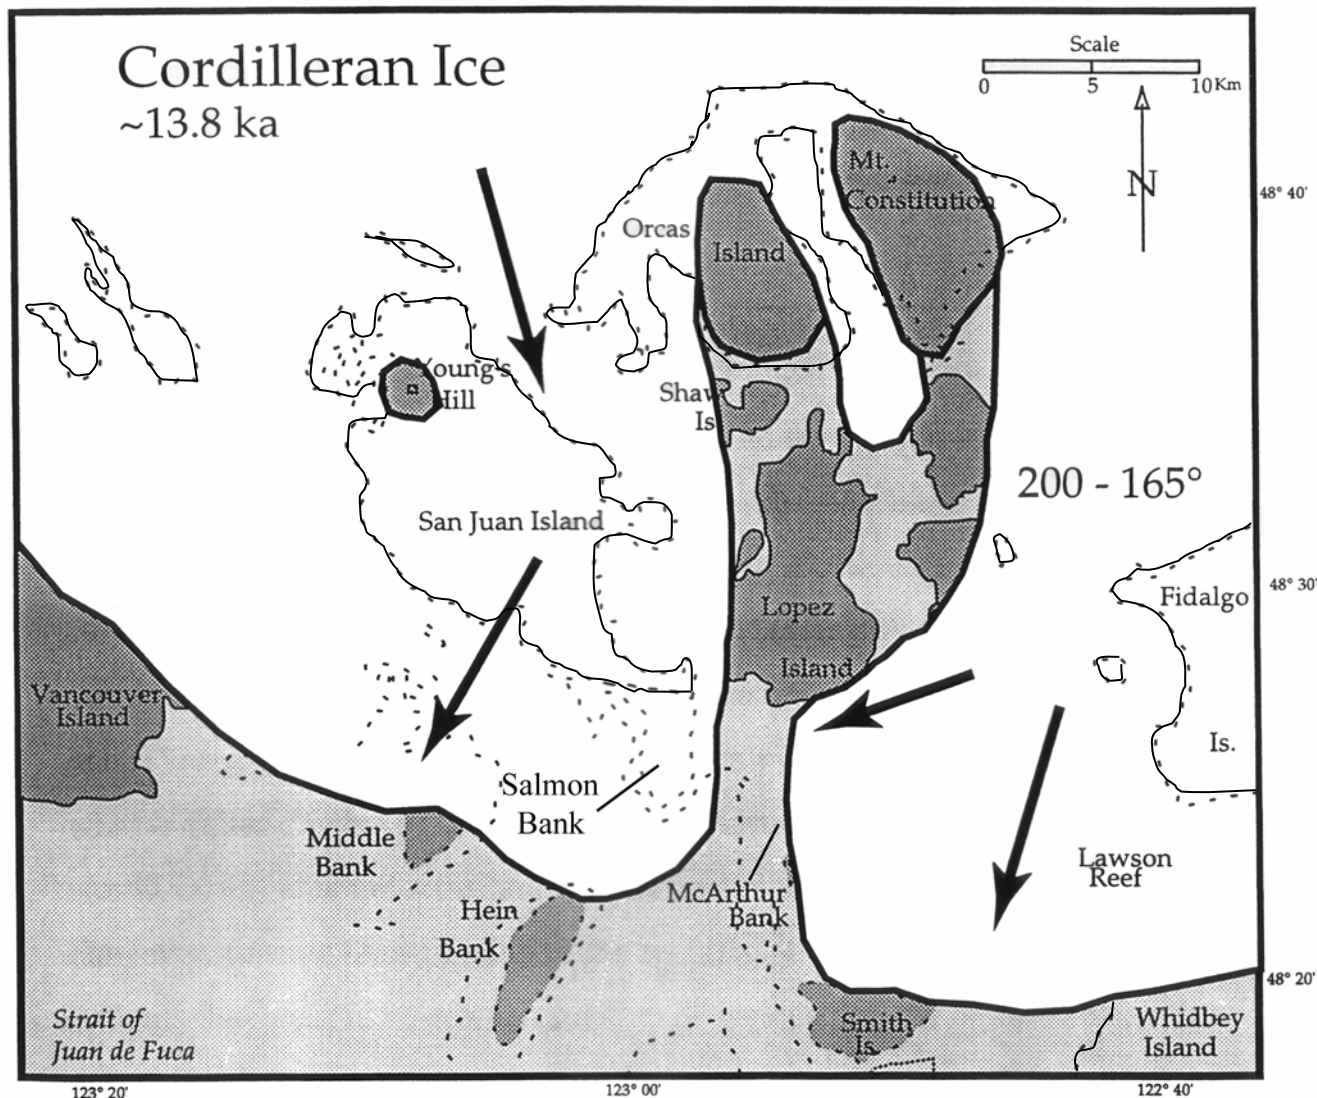 Cordilleran Ice
~13.8 ka
Scale
0 5 10 Km
N
48° 40'
Mt.
Constitution
Orcas
Island
Young's
Hill
Shaw
Is.
200 - 165°
San Juan Island
48° 30'
Fidalgo
Is.
Lopez
Island
Vancouver
Island
Salmon
Bank
Middle
Bank
McArthur
Bank
Lawson
Reef
Hein
Bank
48° 20'
Smith
Is.
Whidbey
Island
Strait of
Juan de Fuca
123° 20'
123° 00'
122° 40'